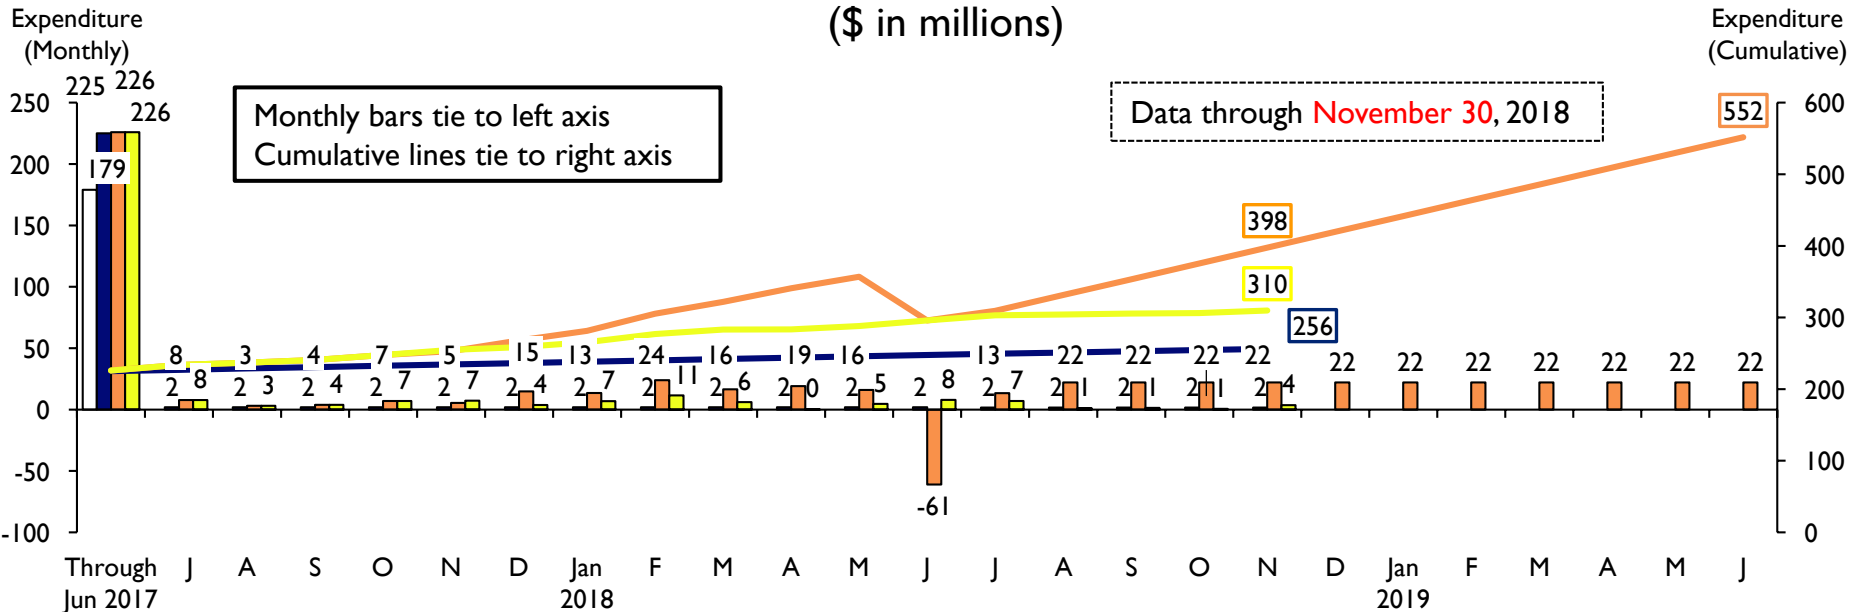 ($ in millions)
Expenditure
(Monthly)
Expenditure
(Cumulative)
225 226
226
179
Monthly bars tie to left axis
Cumulative lines tie to right axis
Data through November 30, 2018
552
398
310
256
250
200
150
100
50
0
-50
-100
600
500
400
300
200
100
0
8 3 4 7 5 15 13 24 16 19 16 13 22 22 22 22 22 22 22 22 22 22 22
2 8 2 3 2 4 2 7 2 7 2 4 2 7 2 11 2 6 2 0 2 5 2 8 2 7 2 1 2 1 2 1 2 4
-61
Through J A S O N D Jan F M A M J J A S O N D Jan F M A M J
Jun 2017 2018 2019